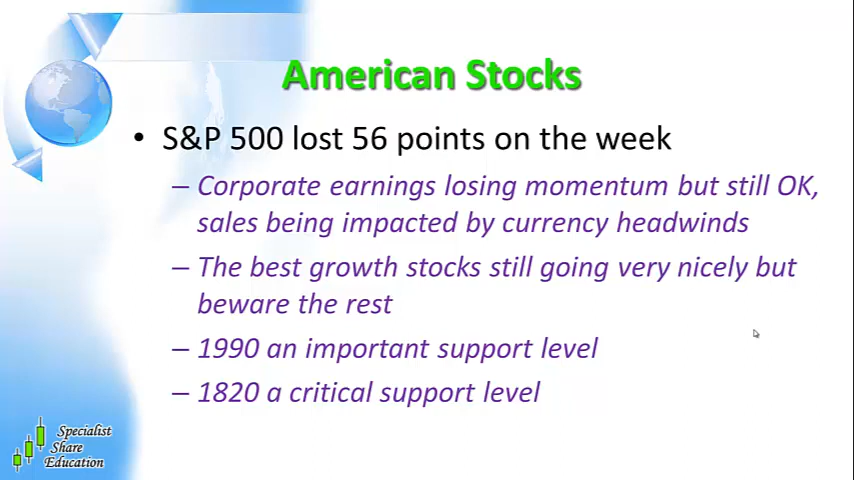 American Stocks
• S&P 500 lost 56 points on the week
– Corporate earnings losing momentum but still OK,
sales being impacted by currency headwinds
– The best growth stocks still going very nicely but
beware the rest
– 1990 an important support level
– 1820 a critical support level
Specialist
Share
Education